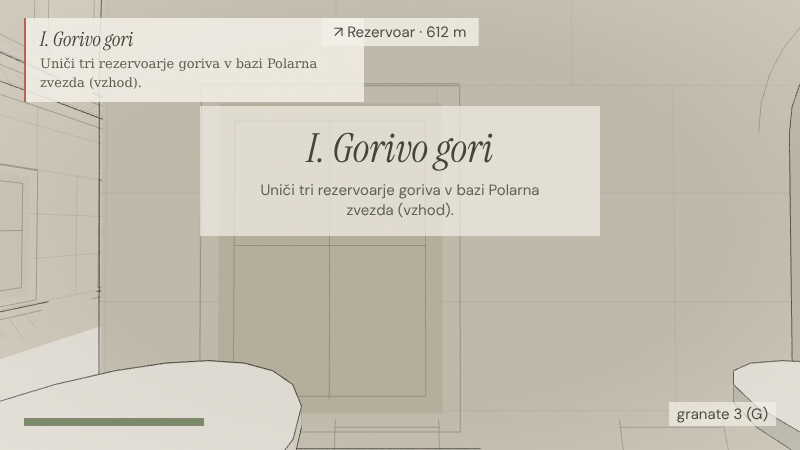 I. Gorivo gori
Uniči tri rezervoarje goriva v bazi Polarna
zvezda (vzhod).
↗ Rezervoar · 612 m
I. Gorivo gori
Uniči tri rezervoarje goriva v bazi Polarna
zvezda (vzhod).
granate 3 (G)